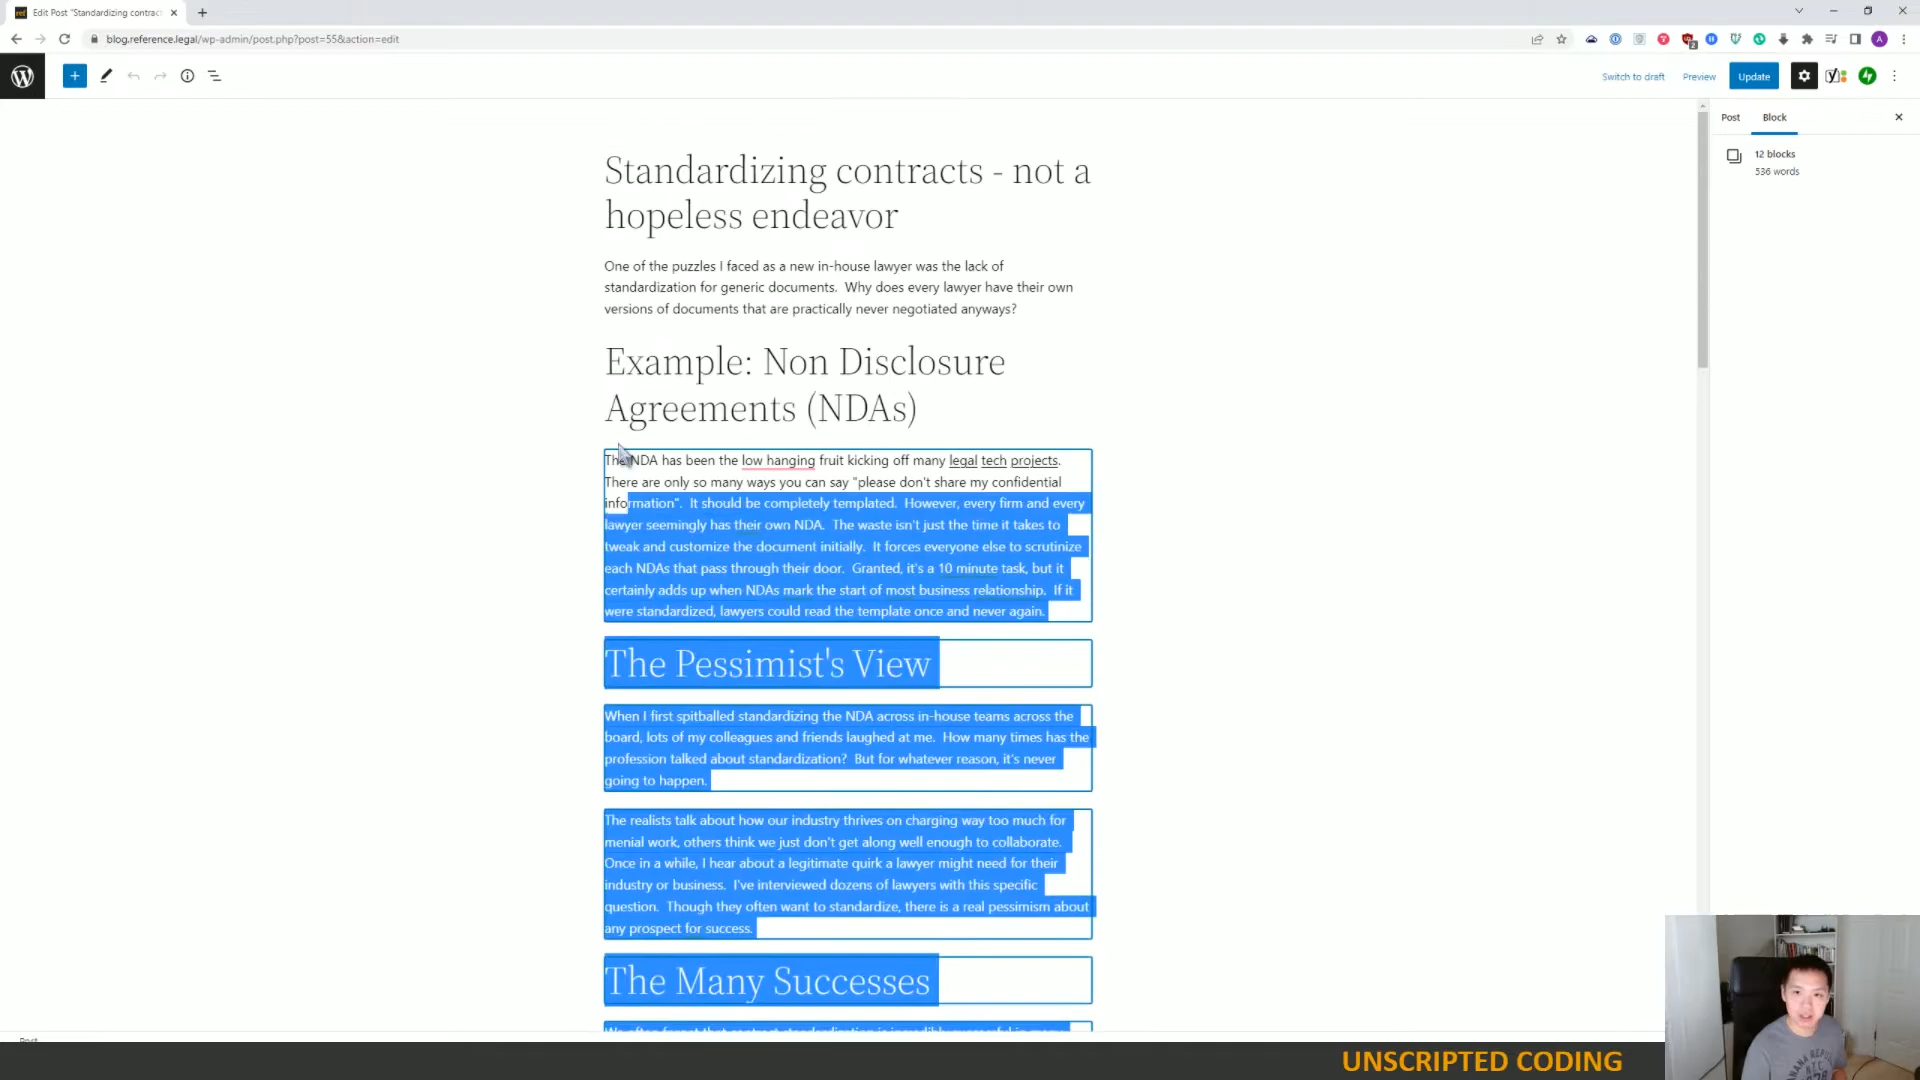 ref Edit Post "Standardizing contrac
blog.reference.legal/wp-admin/post.php?post=55&action=edit
2
A
Switch to draft
Preview
Update
Post
Block
12 blocks
536 words
Standardizing contracts - not a
hopeless endeavor
One of the puzzles I faced as a new in-house lawyer was the lack of
standardization for generic documents.  Why does every lawyer have their own
versions of documents that are practically never negotiated anyways?
Example: Non Disclosure
Agreements (NDAs)
The NDA has been the low hanging fruit kicking off many legal tech projects.
There are only so many ways you can say "please don't share my confidential
information".  It should be completely templated.  However, every firm and every
lawyer seemingly has their own NDA.  The waste isn't just the time it takes to
tweak and customize the document initially.  It forces everyone else to scrutinize
each NDAs that pass through their door.  Granted, it's a 10 minute task, but it
certainly adds up when NDAs mark the start of most business relationship.  If it
were standardized, lawyers could read the template once and never again.
The Pessimist's View
When I first spitballed standardizing the NDA across in-house teams across the
board, lots of my colleagues and friends laughed at me.  How many times has the
profession talked about standardization?  But for whatever reason, it's never
going to happen.
The realists talk about how our industry thrives on charging way too much for
menial work, others think we just don't get along well enough to collaborate.
Once in a while, I hear about a legitimate quirk a lawyer might need for their
industry or business.  I've interviewed dozens of lawyers with this specific
question.  Though they often want to standardize, there is a real pessimism about
any prospect for success.
The Many Successes
We often forget that contract standardization is incredibly successful in many
Post
UNSCRIPTED CODING